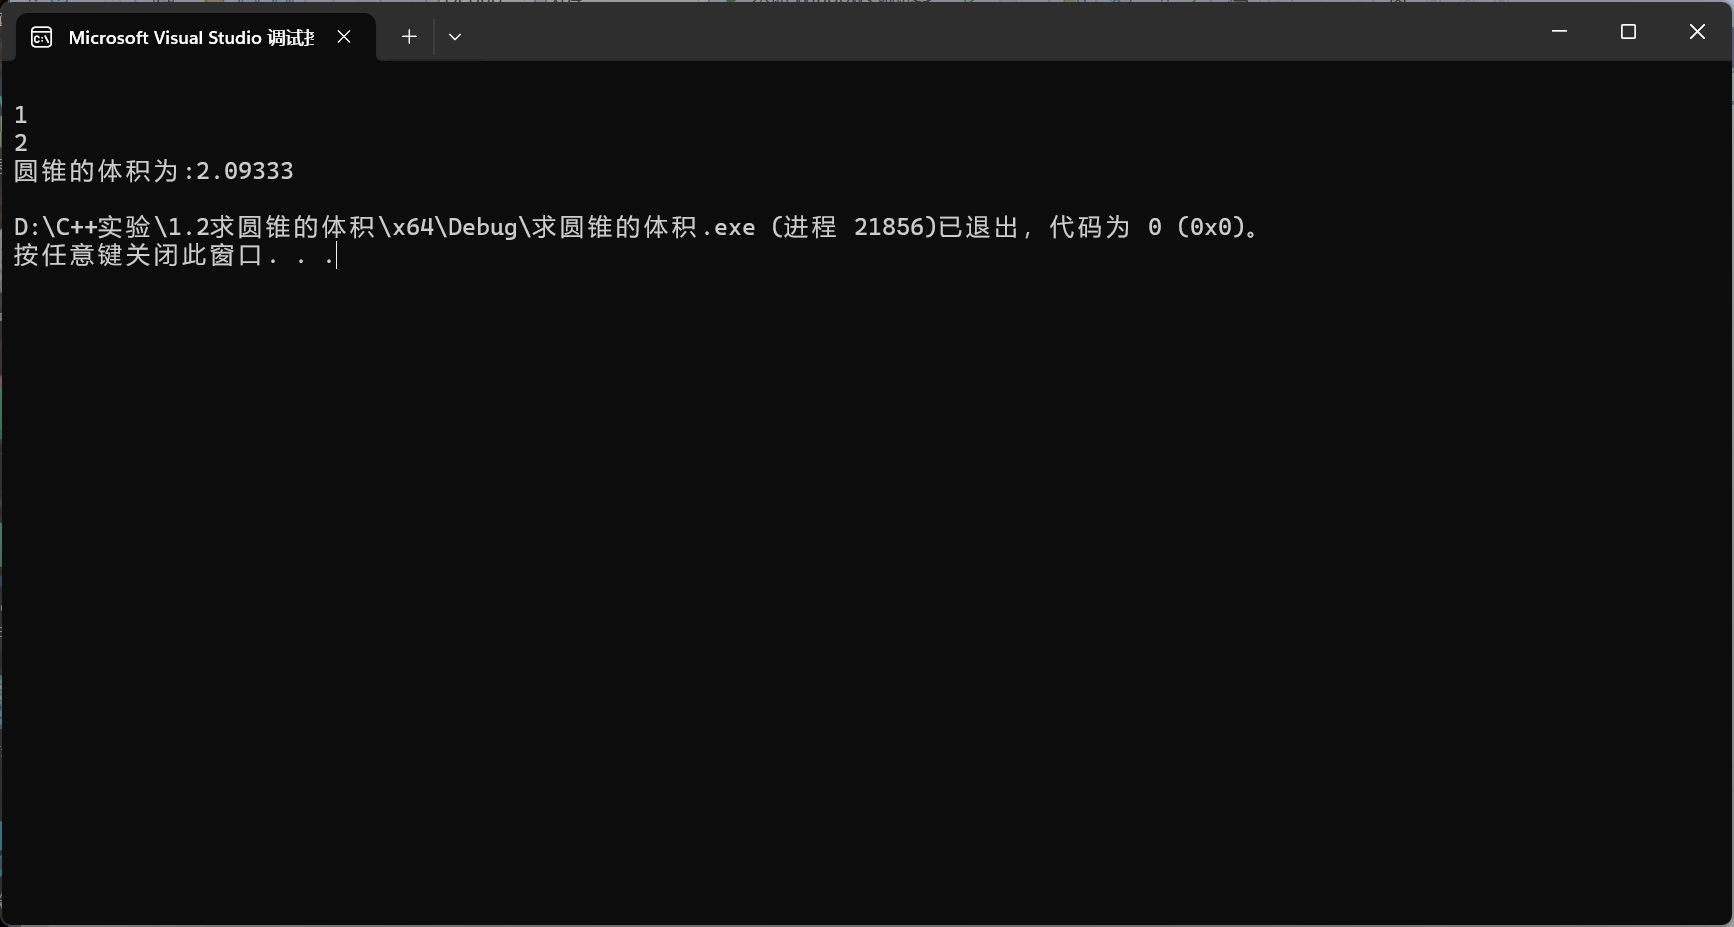 Microsoft Visual Studio 调试
1
2
圆锥的体积为:2.09333
D:\C++实验\1.2求圆锥的体积\x64\Debug\求圆锥的体积.exe (进程 21856)已退出，代码为 0 (0x0)。
按任意键关闭此窗口. . .